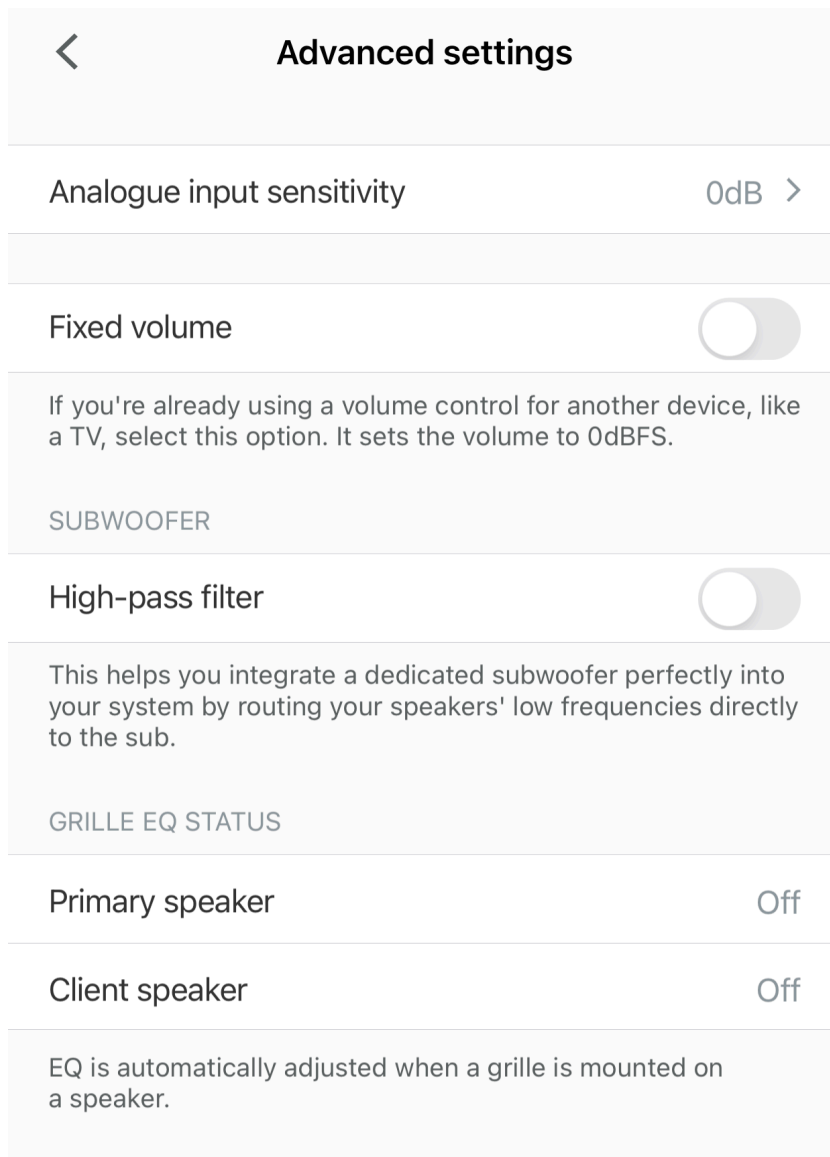 Advanced settings
Analogue input sensitivity 0dB
Fixed volume
If you're already using a volume control for another device, like
a TV, select this option. It sets the volume to 0dBFS.
SUBWOOFER
High-pass filter
This helps you integrate a dedicated subwoofer perfectly into
your system by routing your speakers' low frequencies directly
to the sub.
GRILLE EQ STATUS
Primary speaker Off
Client speaker Off
EQ is automatically adjusted when a grille is mounted on
a speaker.